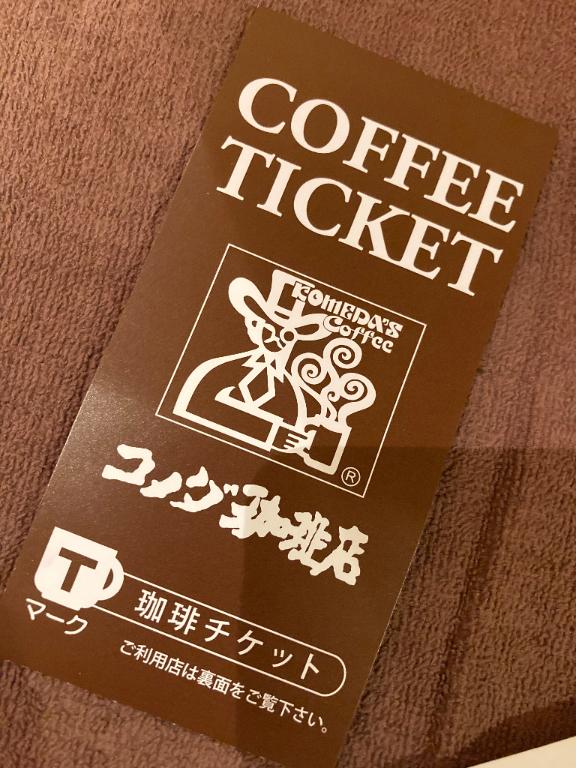 COFFEE
TICKET
KOMEDA'S
Coffee
®
コメダ珈琲店
T
マーク
珈琲チケット
ご利用店は裏面をご覧下さい。